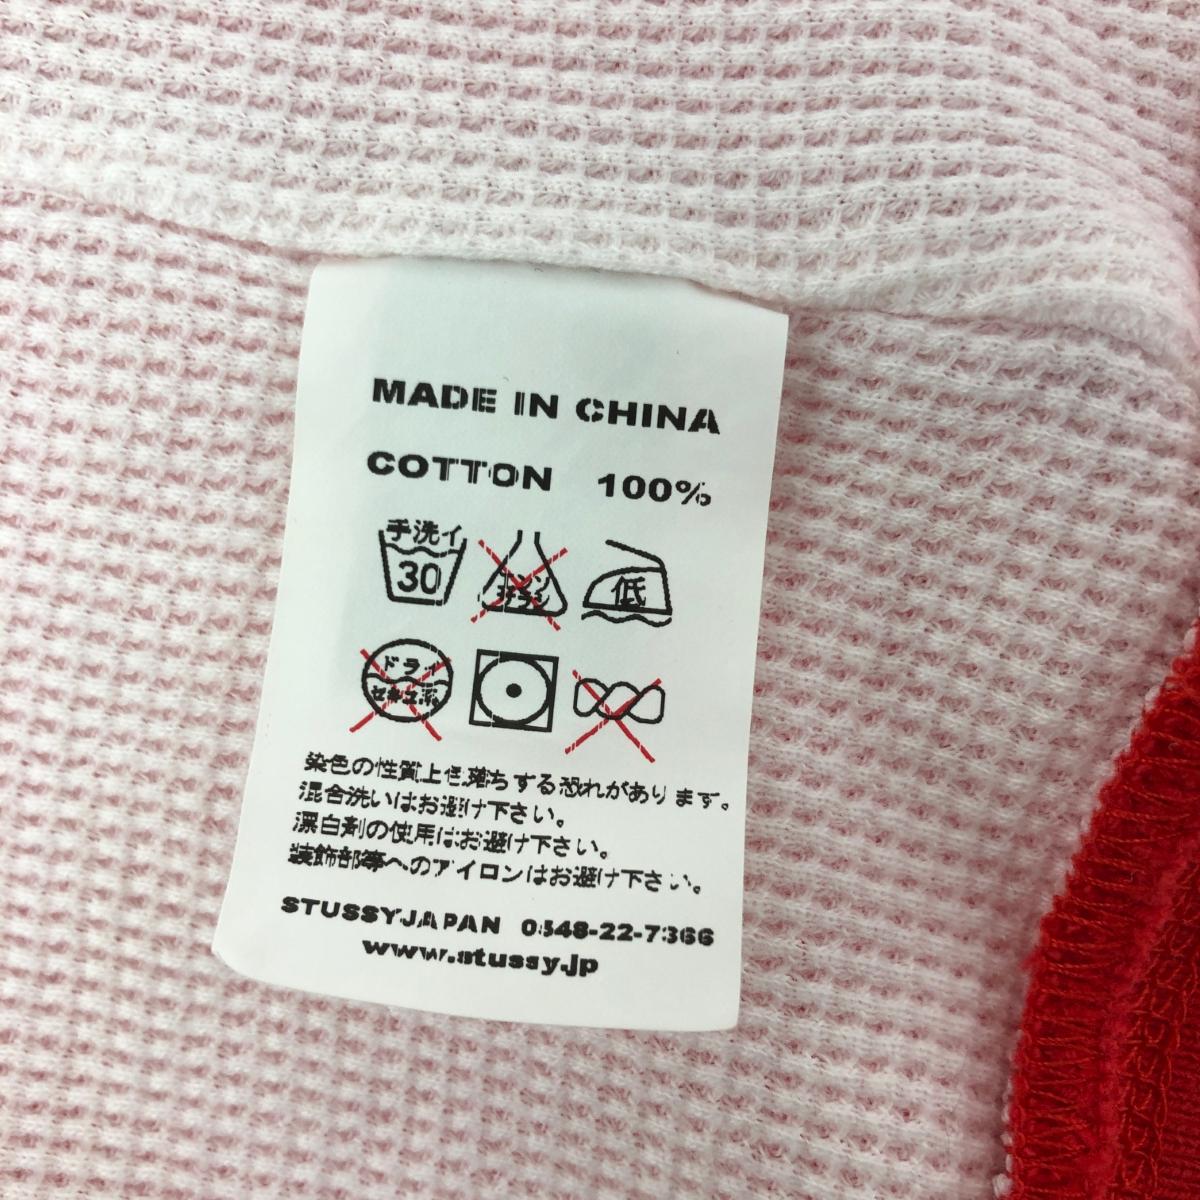 MADE IN CHINA
COTTON 100%
手洗イ
30
低
ドライ
染色の性質上色落ちする恐れがあります。
混合洗いはお避け下さい。
漂白剤の使用はお避け下さい。
装飾部等へのアイロンはお避け下さい。
STUSSYJAPAN 0548-22-7366
www.stussy.jp